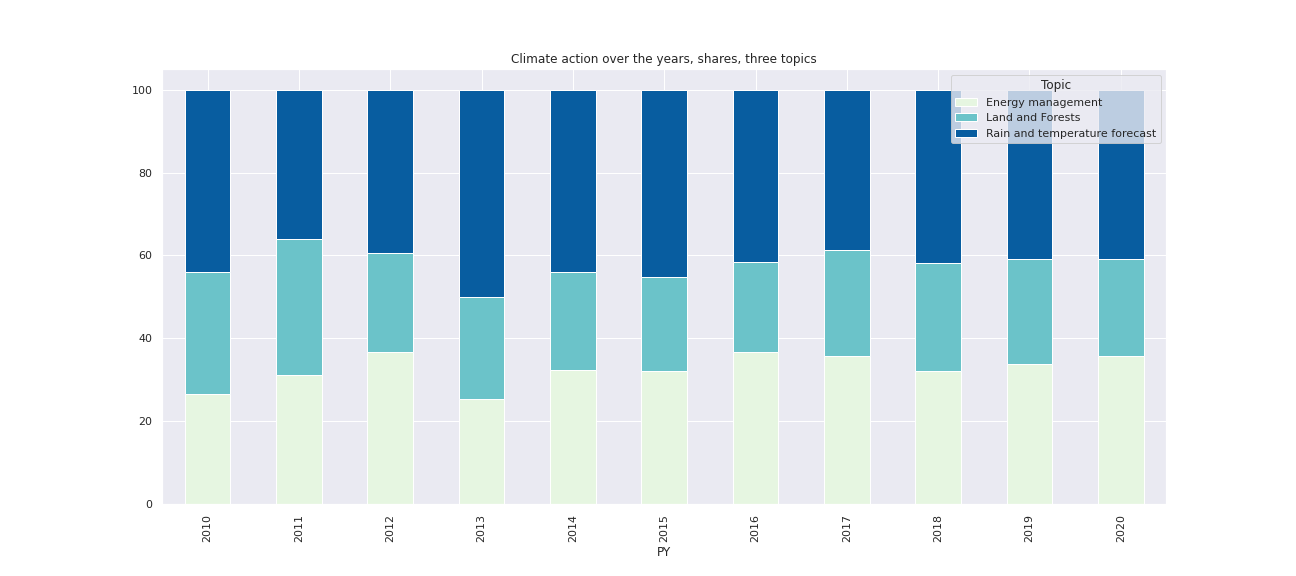 Climate action over the years, shares, three topics
Topic
Energy management
Land and Forests
Rain and temperature forecast
100
80
60
40
20
0
2010
2011
2012
2013
2014
2015
2016
2017
2018
2019
2020
PY